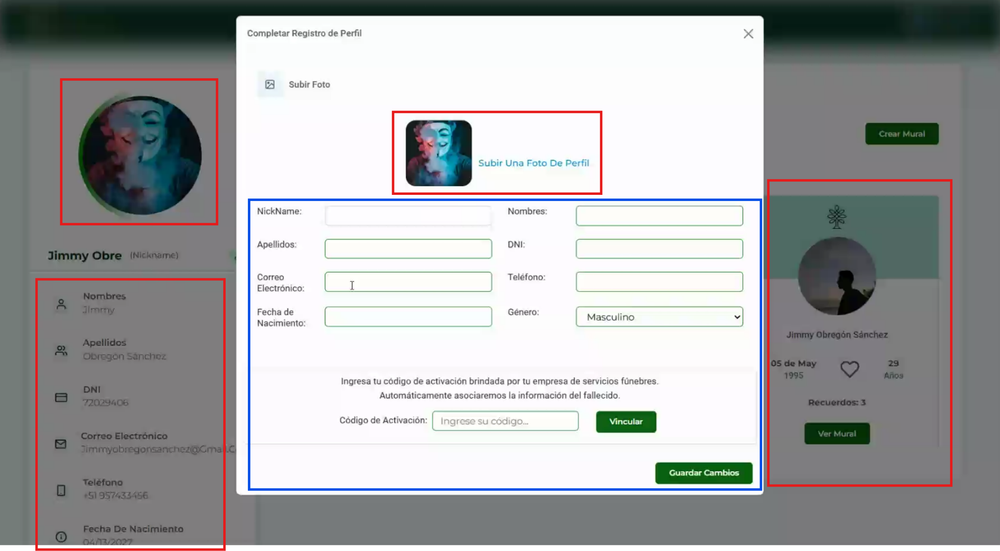 Completar Registro de Perfil
Subir Foto
Subir Una Foto De Perfil
NickName:
Nombres:
Apellidos:
DNI:
Correo
Electrónico:
Teléfono:
Fecha de
Nacimiento:
Género:
Masculino
Ingresa tu código de activación brindada por tu empresa de servicios fúnebres.
Automáticamente asociaremos la información del fallecido.
Código de Activación:
Ingrese su código...
Vincular
Guardar Cambios
Jimmy Obre (Nickname)
Nombres
Jimmy
Apellidos
Obregón Sánchez
DNI
72029406
Correo Electrónico
Jimmyobregonsanchez@Gmail.C
Teléfono
+51 957433456
Fecha De Nacimiento
04/13/2027
Crear Mural
Jimmy Obregón Sánchez
05 de May
1995
29
Años
Recuerdos: 3
Ver Mural